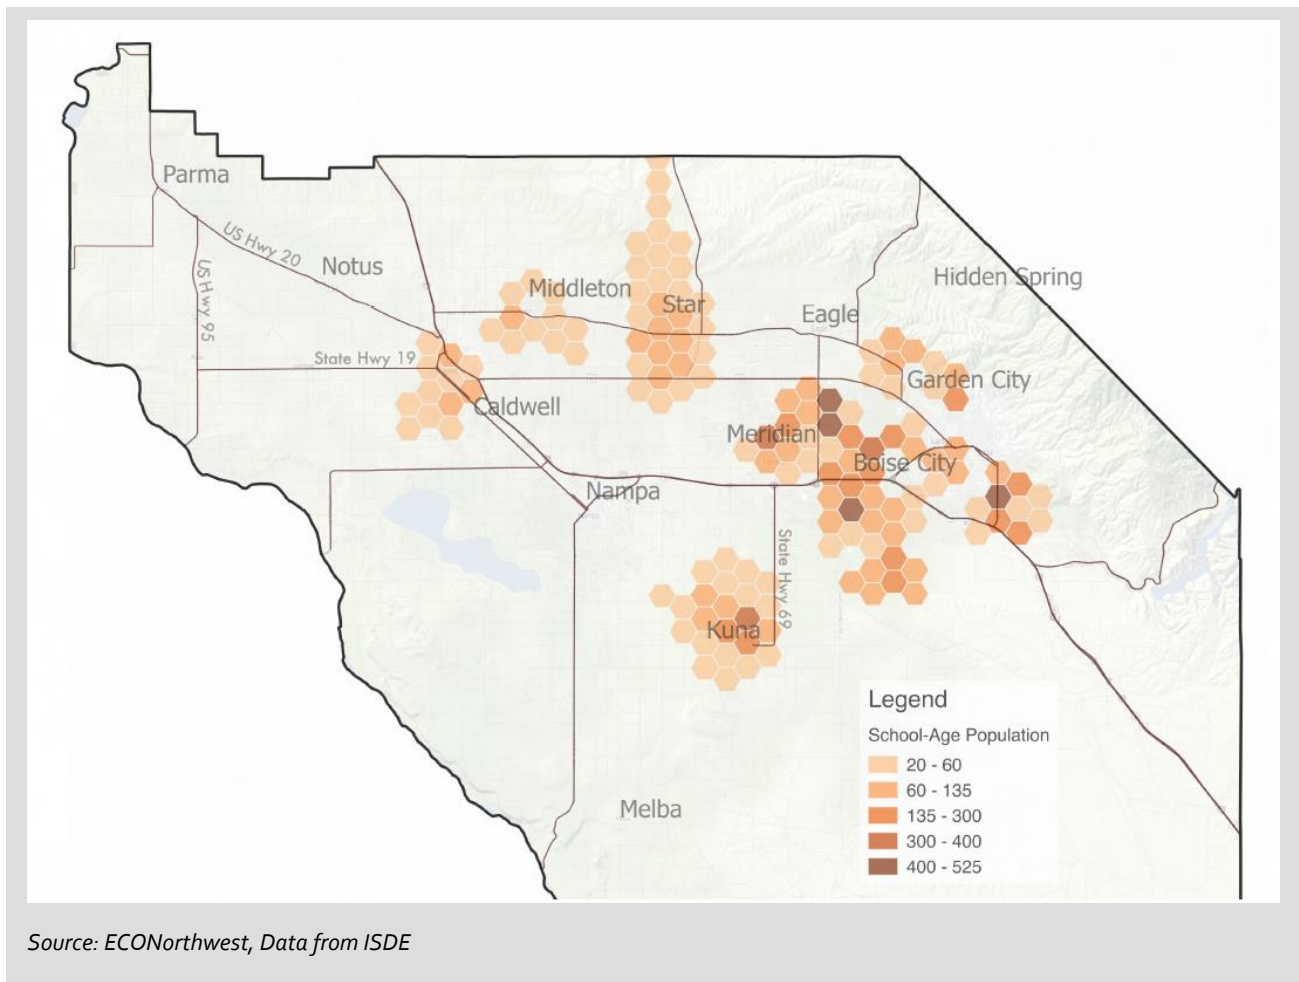 Parma
US Hwy 20
Notus
US Hwy 95
Middleton
Star
Eagle
Hidden Spring
State Hwy 19
Caldwell
Garden City
Meridian
Boise City
Nampa
State Hwy 69
Kuna
Melba
Legend
School-Age Population
20 - 60
60 - 135
135 - 300
300 - 400
400 - 525
Source: ECONorthwest, Data from ISDE